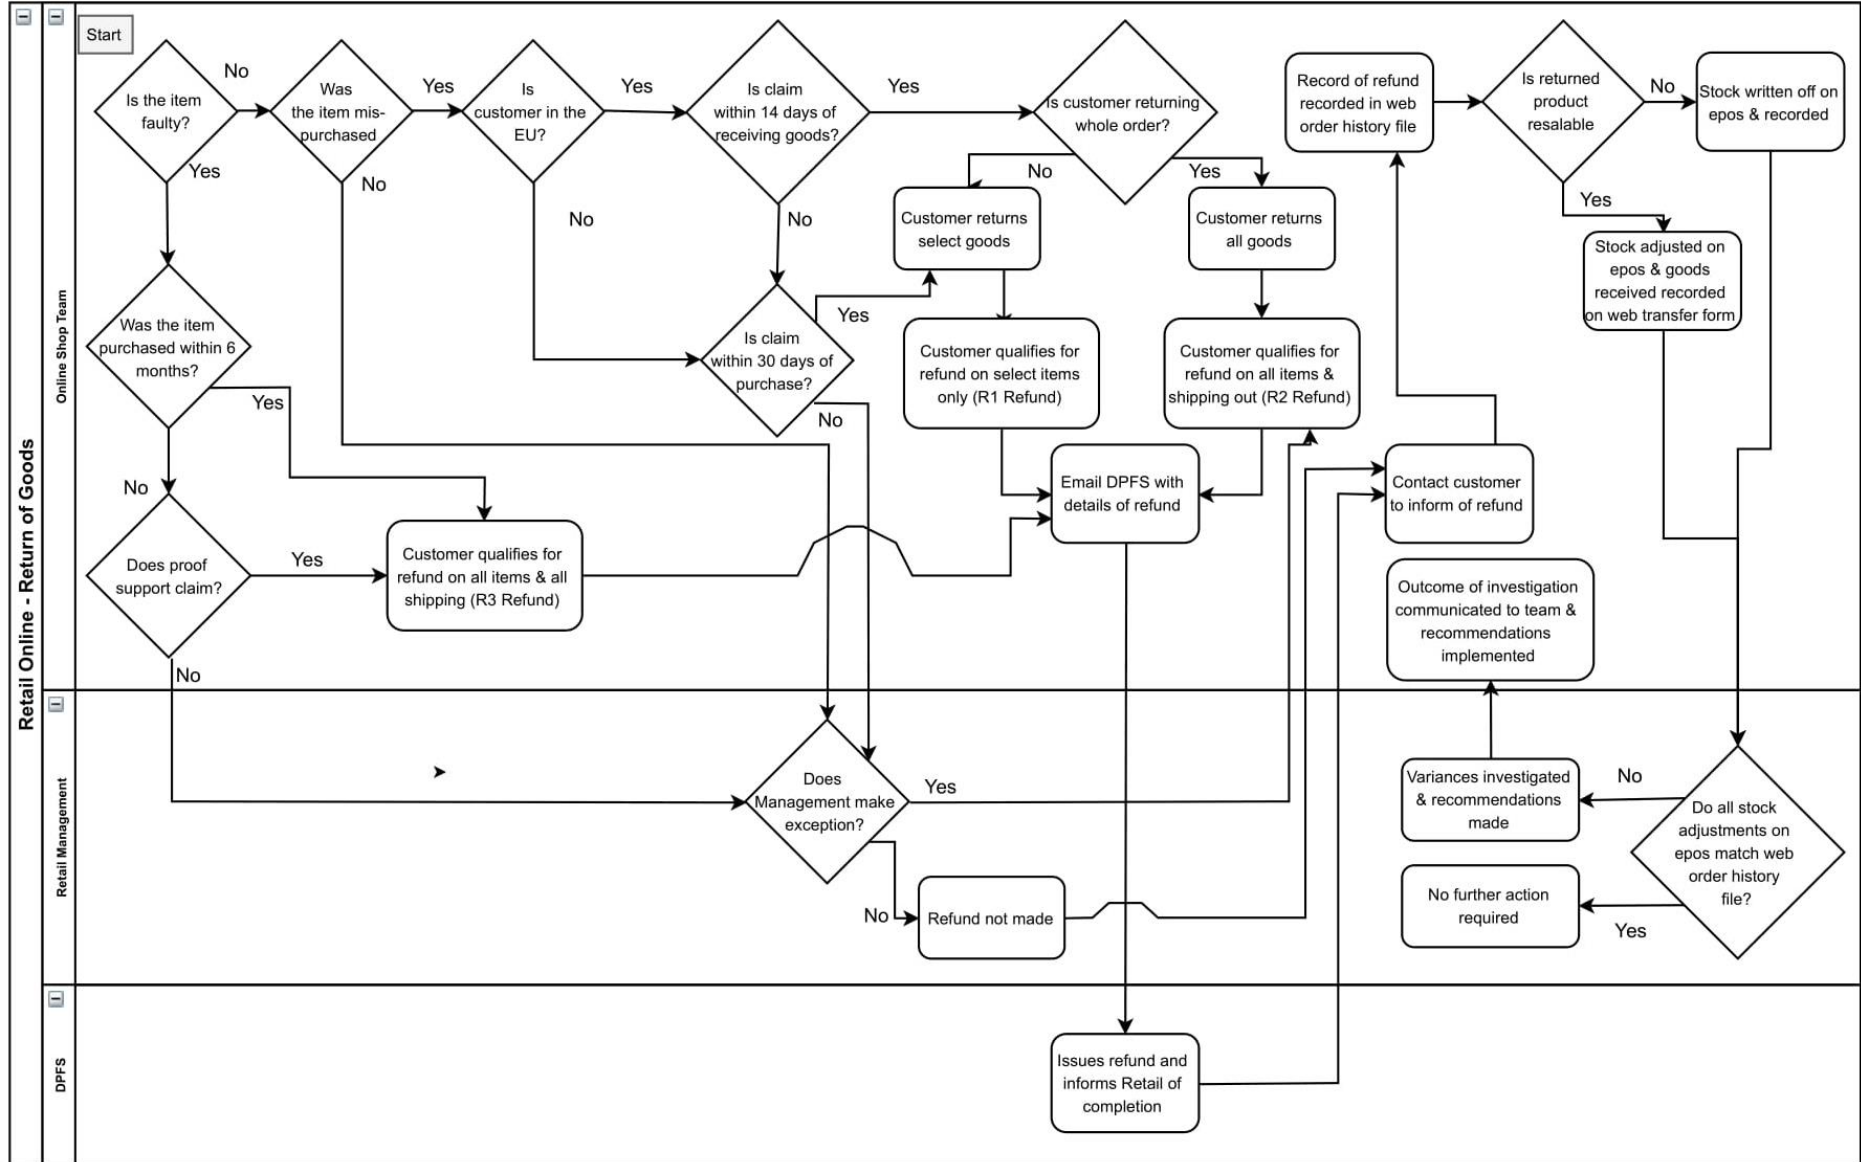 Retail Online - Return of Goods
Online Shop Team
Start
Is the item
faulty?
No
Yes
Was
the item mis-
purchased
Yes
No
Is
customer in the
EU?
Yes
No
Is claim
within 14 days of
receiving goods?
Yes
No
Is customer returning
whole order?
No
Yes
Customer returns
select goods
Customer returns
all goods
Record of refund
recorded in web
order history file
Is returned
product
resalable
No
Yes
Stock written off on
epos & recorded
Stock adjusted on
epos & goods
received recorded
on web transfer form
Was the item
purchased within 6
months?
Yes
No
Is claim
within 30 days of
purchase?
Yes
No
Customer qualifies for
refund on select items
only (R1 Refund)
Customer qualifies for
refund on all items &
shipping out (R2 Refund)
Does proof
support claim?
Yes
No
Customer qualifies for
refund on all items & all
shipping (R3 Refund)
Email DPFS with
details of refund
Contact customer
to inform of refund
Outcome of investigation
communicated to team &
recommendations
implemented
Retail Management
Does
Management make
exception?
Yes
No
Refund not made
Variances investigated
& recommendations
made
No
Do all stock
adjustments on
epos match web
order history
file?
No further action
required
Yes
DPFS
Issues refund and
informs Retail of
completion